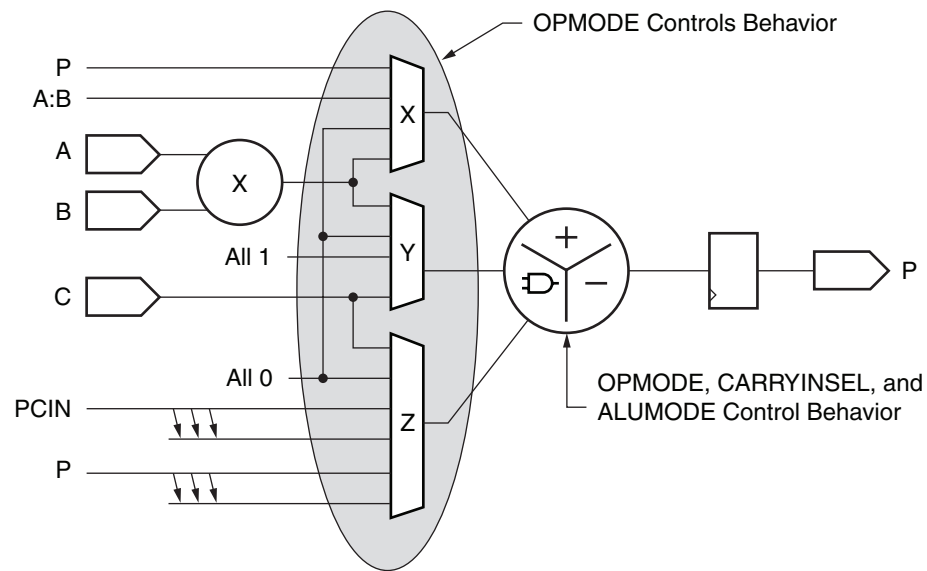 OPMODE Controls Behavior
P
A:B
X
A
X
B
All 1
Y
C
P
All 0
OPMODE, CARRYINSEL, and
ALUMODE Control Behavior
PCIN
Z
P